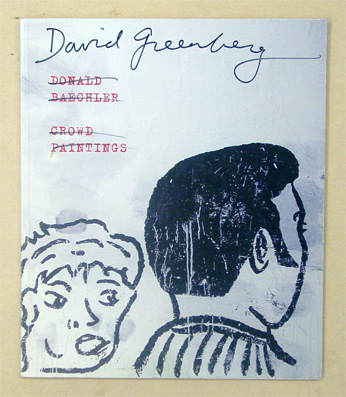 David Greenberg
DONALD
BAECHLER
CROWD
PAINTINGS